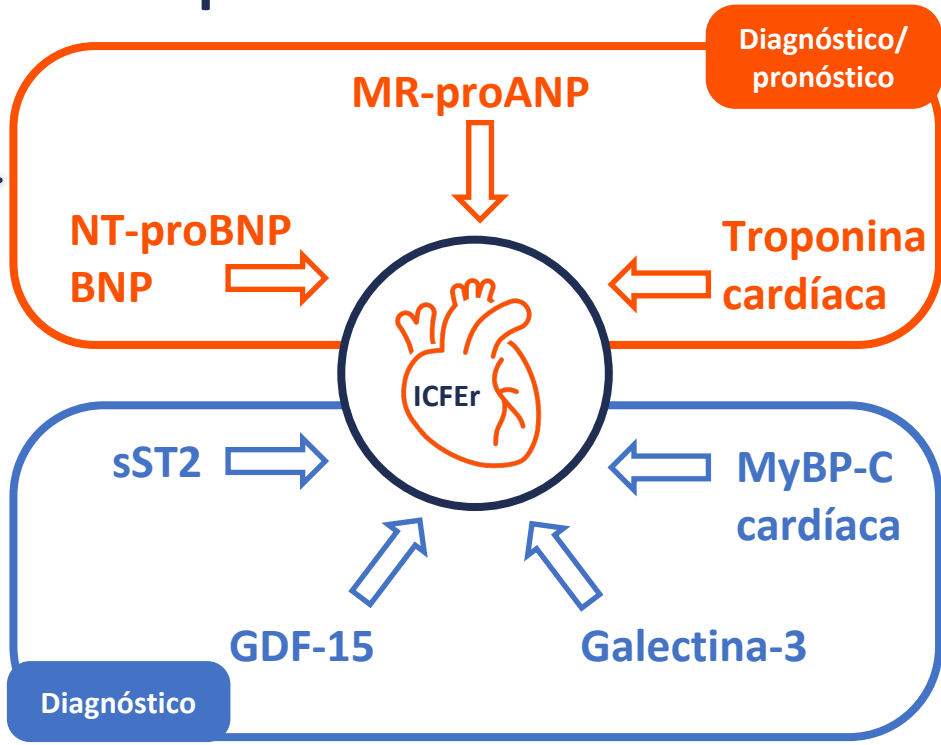 Diagnóstico/
pronóstico
MR-proANP
NT-proBNP
BNP
Troponina
cardíaca
ICFEr
sST2
MyBP-C
cardíaca
GDF-15
Galectina-3
Diagnóstico